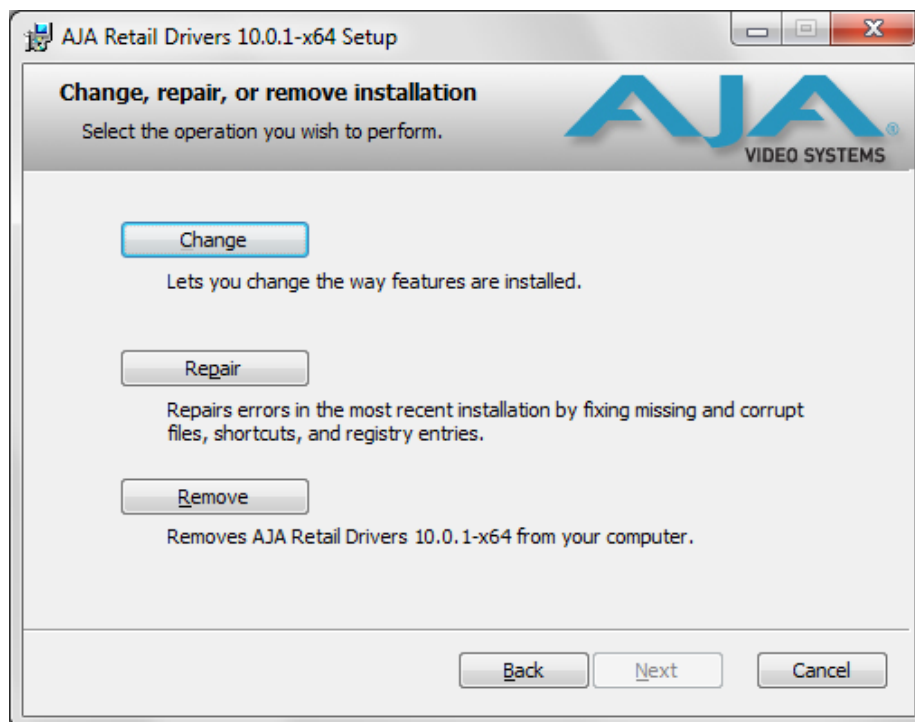 AJA Retail Drivers 10.0.1-x64 Setup
Change, repair, or remove installation
Select the operation you wish to perform.
AJA
®
VIDEO SYSTEMS
Change
Lets you change the way features are installed.
Repair
Repairs errors in the most recent installation by fixing missing and corrupt
files, shortcuts, and registry entries.
Remove
Removes AJA Retail Drivers 10.0.1-x64 from your computer.
Back
Next
Cancel